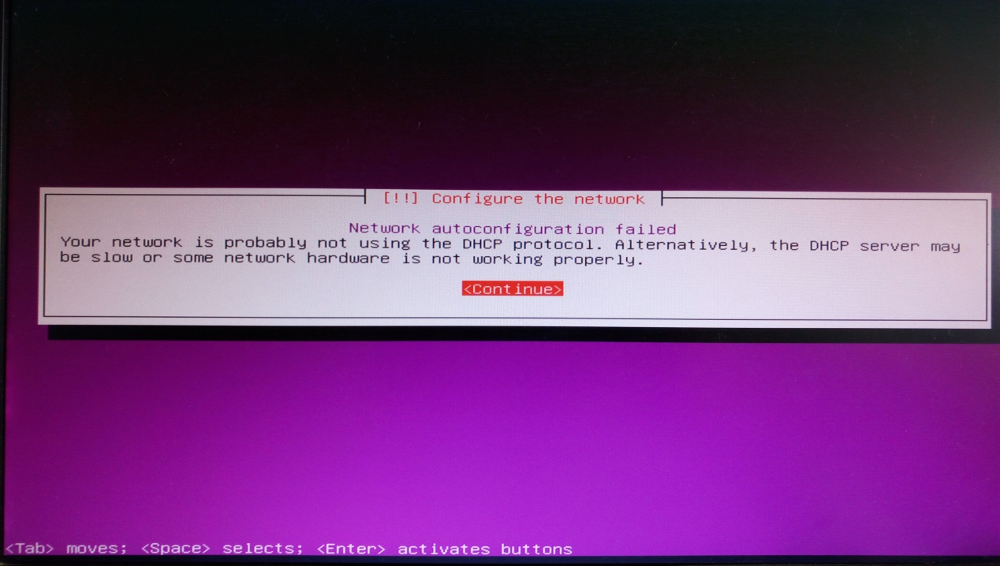 [!!] Configure the network
Network autoconfiguration failed
Your network is probably not using the DHCP protocol. Alternatively, the DHCP server may
be slow or some network hardware is not working properly.
<Continue>
<Tab> moves; <Space> selects; <Enter> activates buttons